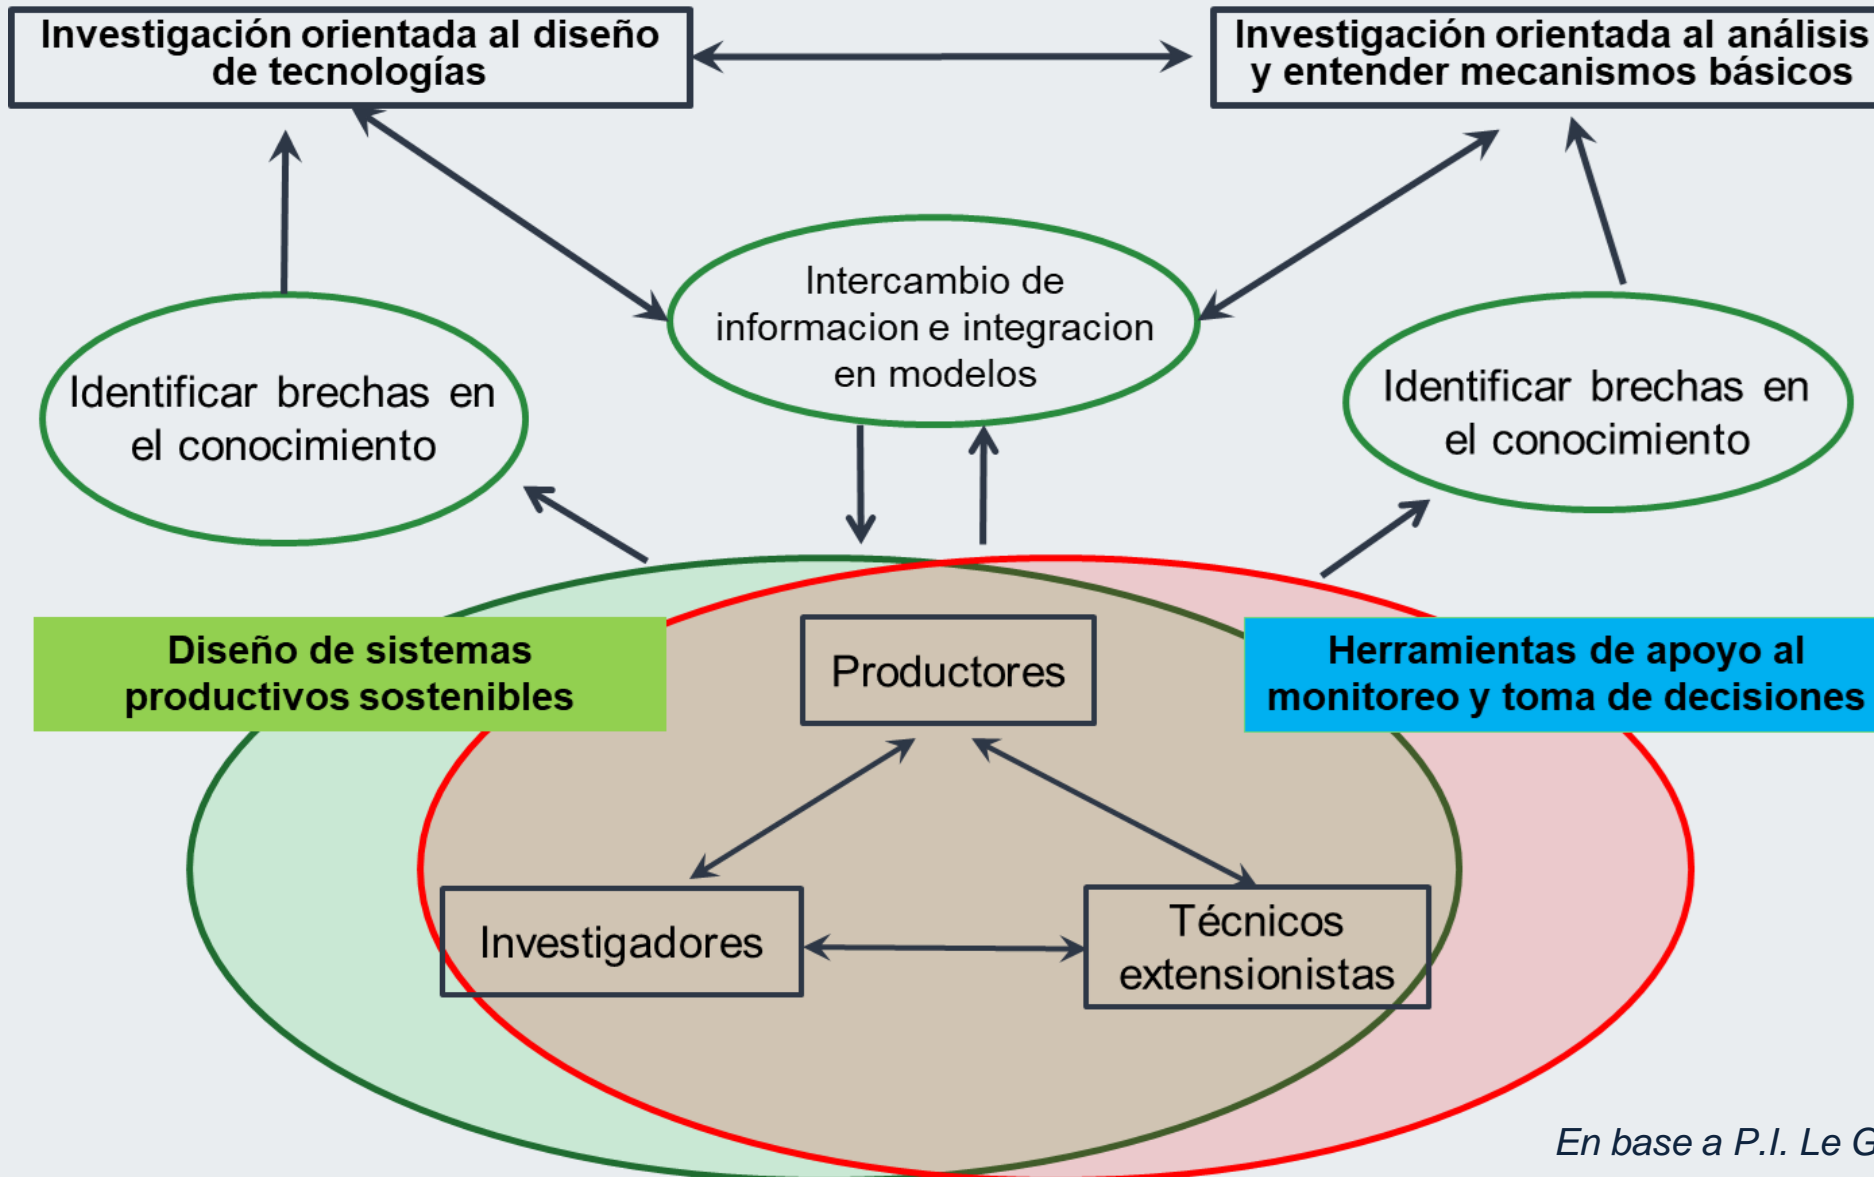 Investigación orientada al diseño
de tecnologías
Investigación orientada al análisis
y entender mecanismos básicos
Intercambio de
informacion e integracion
en modelos
Identificar brechas en
el conocimiento
Identificar brechas en
el conocimiento
Diseño de sistemas
productivos sostenibles
Productores
Herramientas de apoyo al
monitoreo y toma de decisiones
Investigadores
Técnicos
extensionistas
En base a P.I. Le G